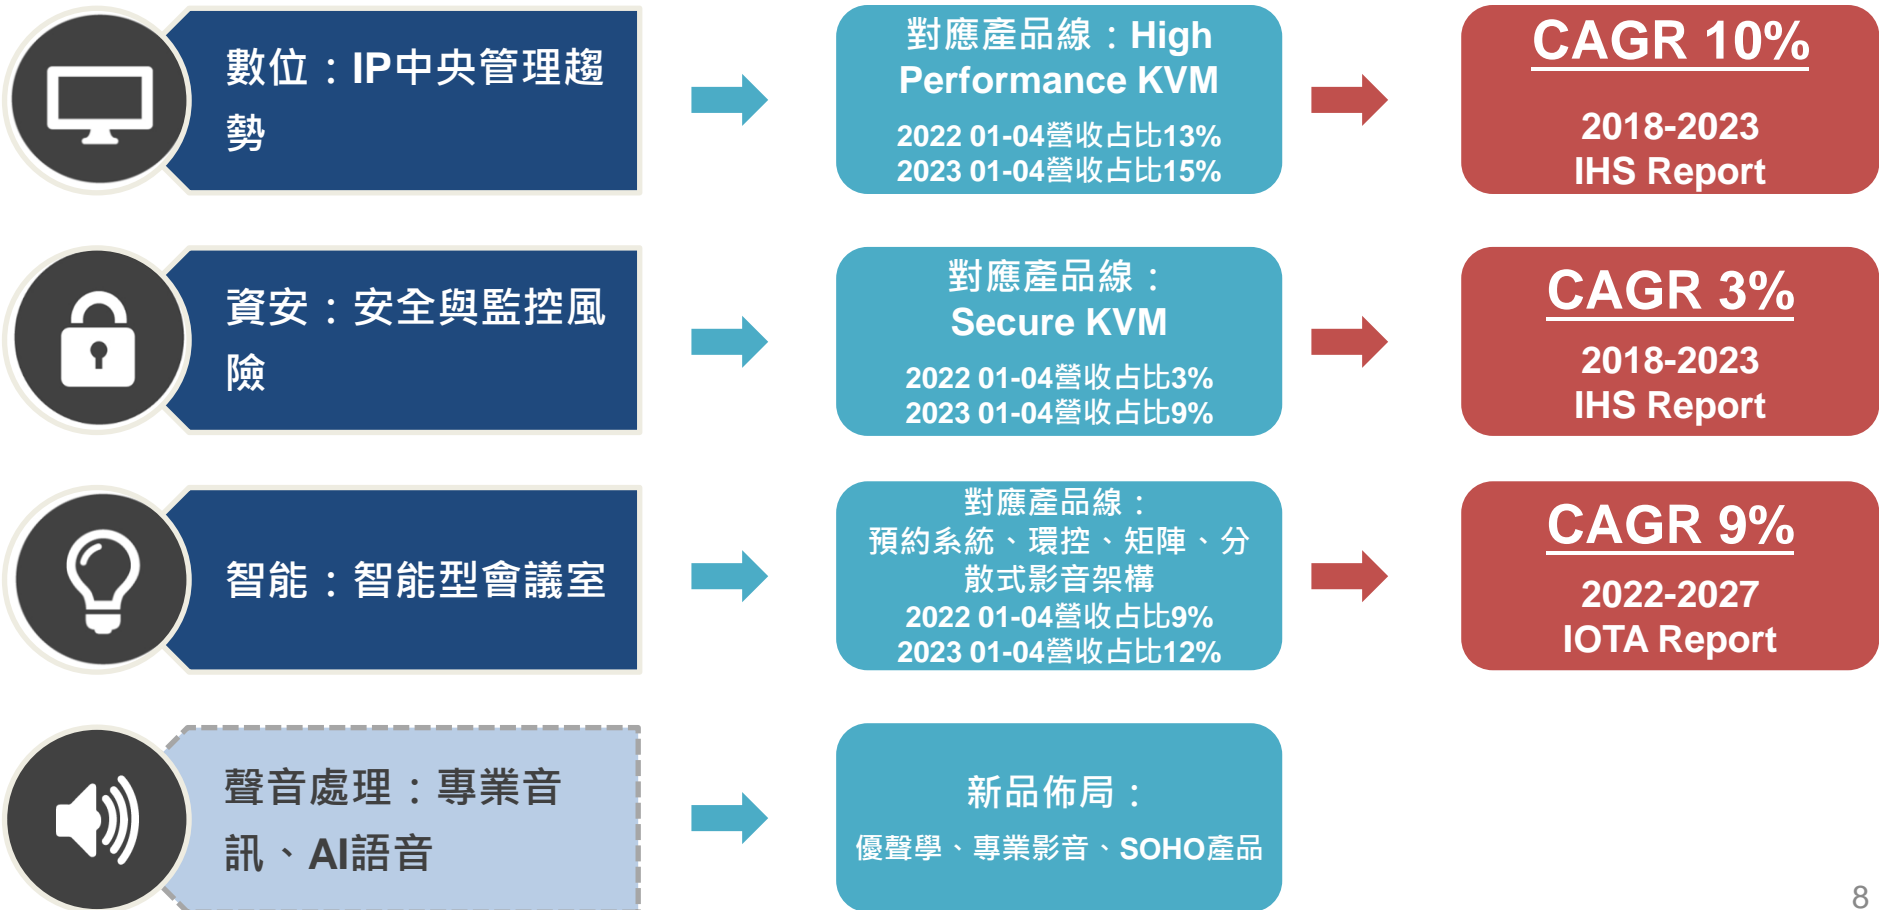 數位：IP中央管理趨
勢
對應產品線：High
Performance KVM
2022 01-04營收占比13%
2023 01-04營收占比15%
CAGR 10%
2018-2023
IHS Report
資安：安全與監控風
險
對應產品線：
Secure KVM
2022 01-04營收占比3%
2023 01-04營收占比9%
CAGR 3%
2018-2023
IHS Report
智能：智能型會議室
對應產品線：
預約系統、環控、矩陣、分
散式影音架構
2022 01-04營收占比9%
2023 01-04營收占比12%
CAGR 9%
2022-2027
IOTA Report
聲音處理：專業音
訊、AI語音
新品佈局：
優聲學、專業影音、SOHO產品
8